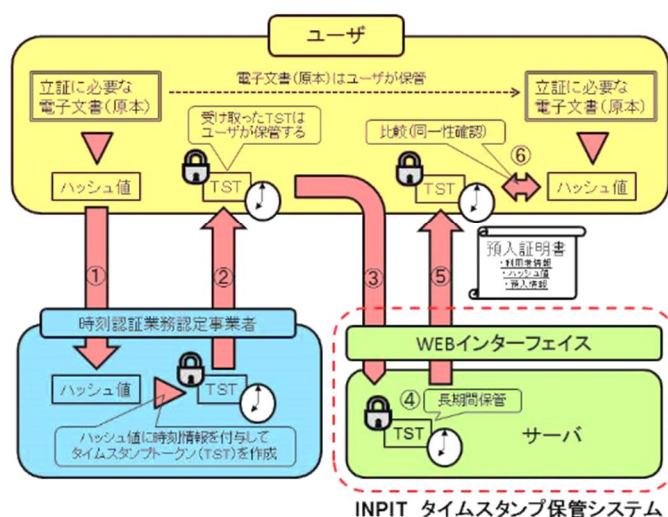 ユーザ
立証に必要な
電子文書(原本)
電子文書(原本)はユーザが保管
立証に必要な
電子文書(原本)
受け取ったTSTは
ユーザが保管する
比較(同一性確認)
⑥
ハッシュ値
TST
TST
ハッシュ値
①
②
③
⑤
預入証明書
・利用者情報
・ハッシュ値
・預入情報
時刻認証業務認定事業者
ハッシュ値
TST
ハッシュ値に時刻情報を付与して
タイムスタンプトークン(TST)を作成
WEBインターフェイス
④
長期間保管
TST
サーバ
INPIT タイムスタンプ保管システム